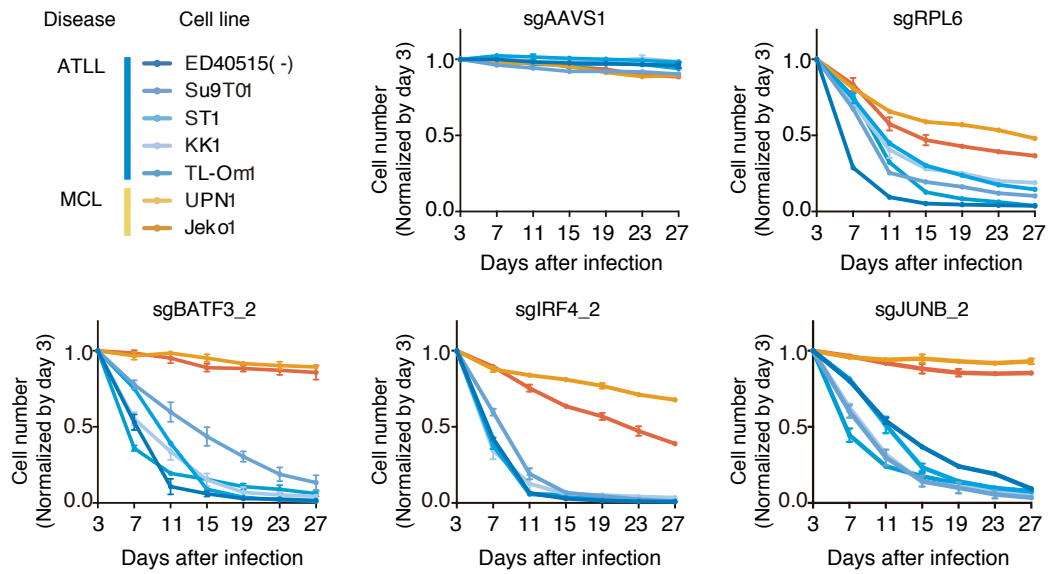 Disease Cell line
ATLL
ED40515( -)
Su9T01
ST1
KK1
TL-Om1
MCL
UPN1
Jeko1
sgAAVS1
Cell number
(Normalized by day 3)
1.0
0.5
0.0
3 7 11 15 19 23 27
Days after infection
sgRPL6
Cell number
(Normalized by day 3)
1.0
0.5
0.0
3 7 11 15 19 23 27
Days after infection
sgBATF3_2
Cell number
(Normalized by day 3)
1.0
0.5
0.0
3 7 11 15 19 23 27
Days after infection
sgIRF4_2
Cell number
(Normalized by day 3)
1.0
0.5
0.0
3 7 11 15 19 23 27
Days after infection
sgJUNB_2
Cell number
(Normalized by day 3)
1.0
0.5
0.0
3 7 11 15 19 23 27
Days after infection